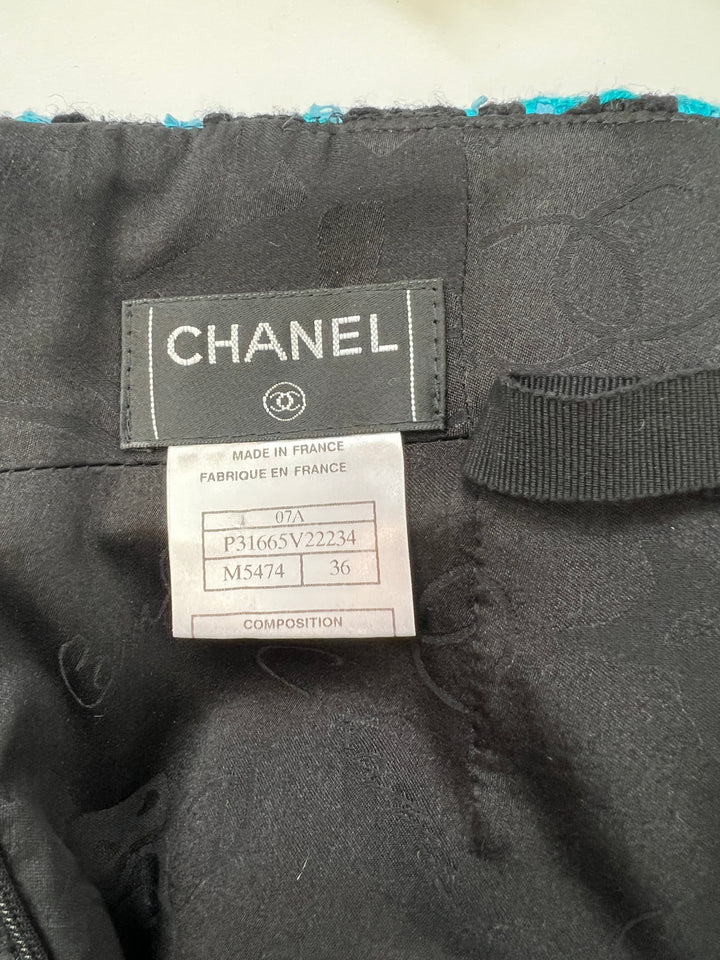 CHANEL
MADE IN FRANCE
FABRIQUE EN FRANCE
07A
P31665V22234
M5474 36
COMPOSITION